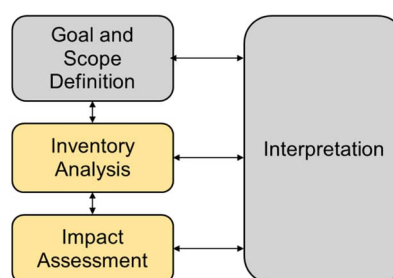 Goal and
Scope
Definition
Inventory
Analysis
Impact
Assessment
Interpretation